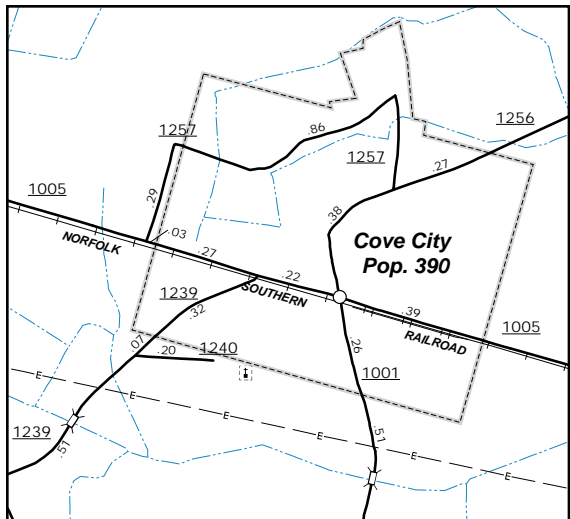 1256
1257
.86
1257
.27
.29
1005
.38
.03
NORFOLK
Cove City
Pop. 390
.27
.22
1239
SOUTHERN
.32
.39
1005
RAILROAD
.07
.26
.20
1240
1001
E
E
E
E
E
E
1239
.51
.51